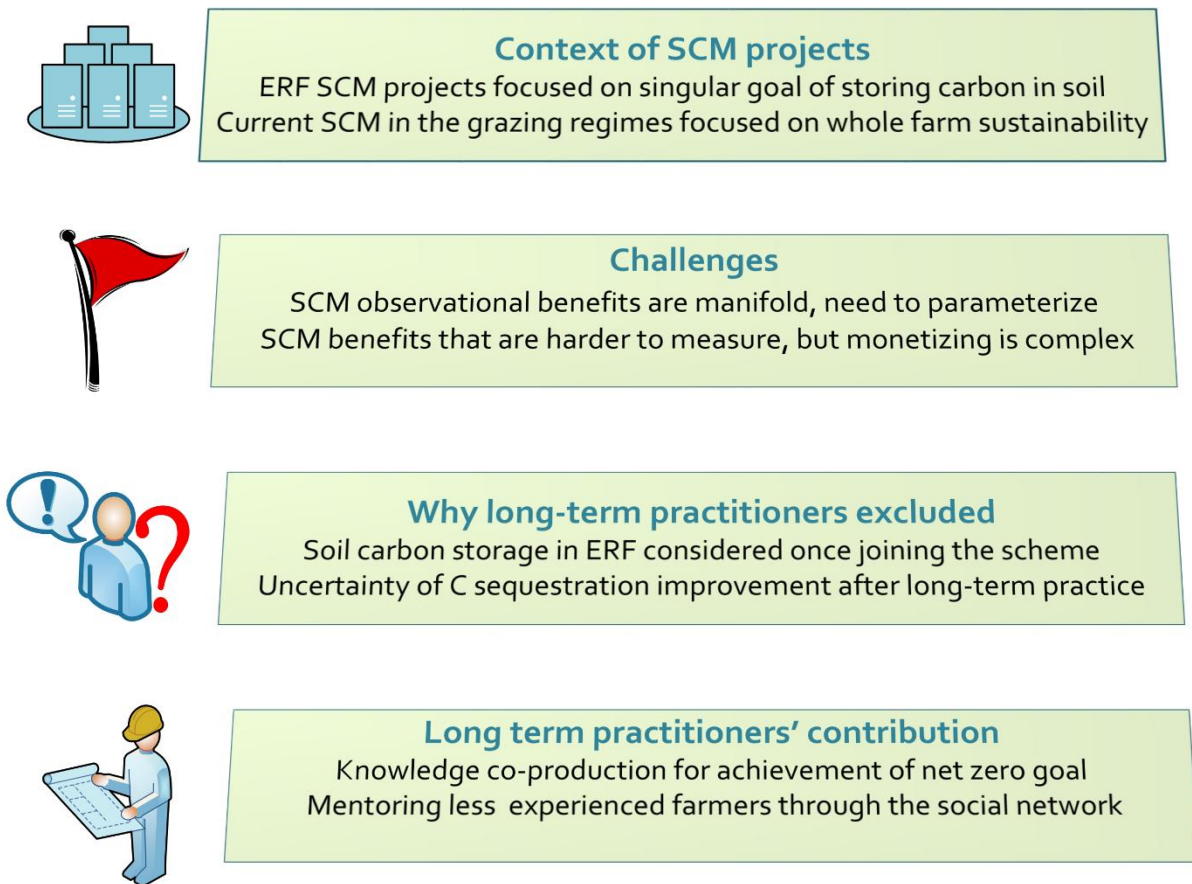 Context of SCM projects
ERF SCM projects focused on singular goal of storing carbon in soil
Current SCM in the grazing regimes focused on whole farm sustainability
Challenges
SCM observational benefits are manifold, need to parameterize
SCM benefits that are harder to measure, but monetizing is complex
Why long-term practitioners excluded
Soil carbon storage in ERF considered once joining the scheme
Uncertainty of C sequestration improvement after long-term practice
Long term practitioners’ contribution
Knowledge co-production for achievement of net zero goal
Mentoring less experienced farmers through the social network